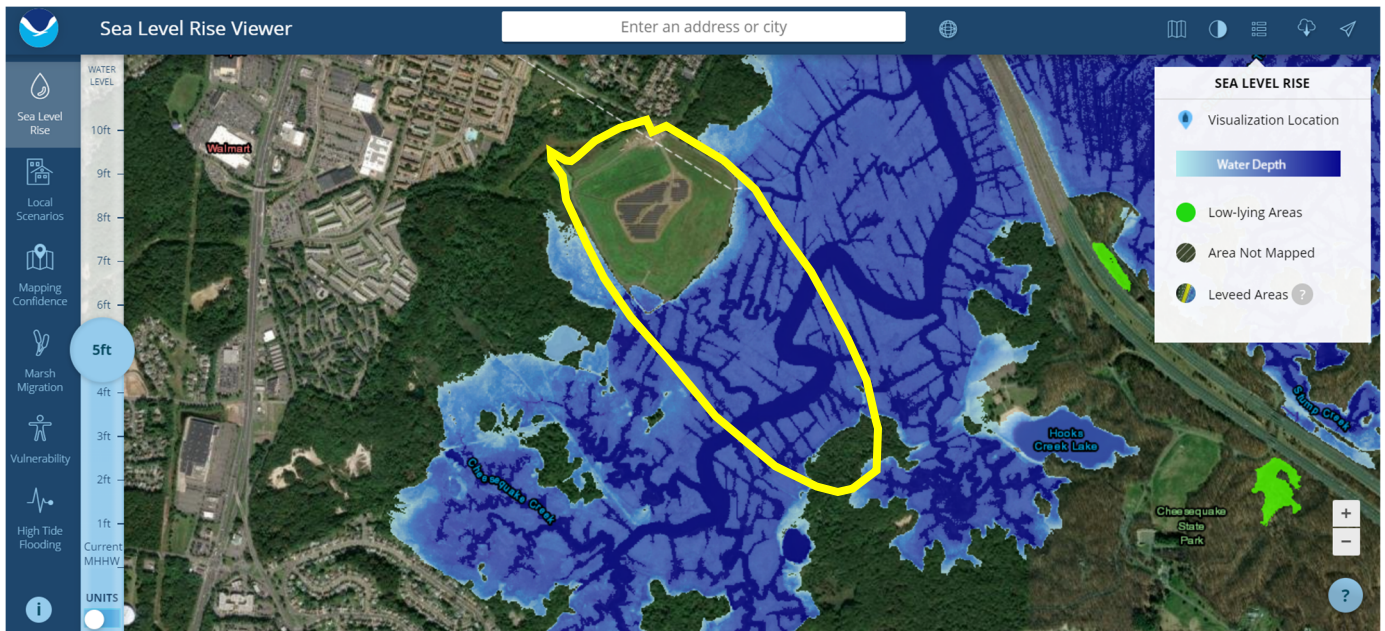 Sea Level Rise Viewer
Enter an address or city
Sea Level
Rise
Local
Scenarios
Mapping
Confidence
Marsh
Migration
Vulnerability
High Tide
Flooding
i
WATER
LEVEL
10ft
9ft
8ft
7ft
6ft
5ft
4ft
3ft
2ft
1ft
Current
MHHW
UNITS
Walmart
Cheesequake Creek
Hooks
Creek Lake
Stump Creek
Cheesequake
State
Park
SEA LEVEL RISE
Visualization Location
Water Depth
Low-lying Areas
Area Not Mapped
Leveed Areas ?
+
−
?